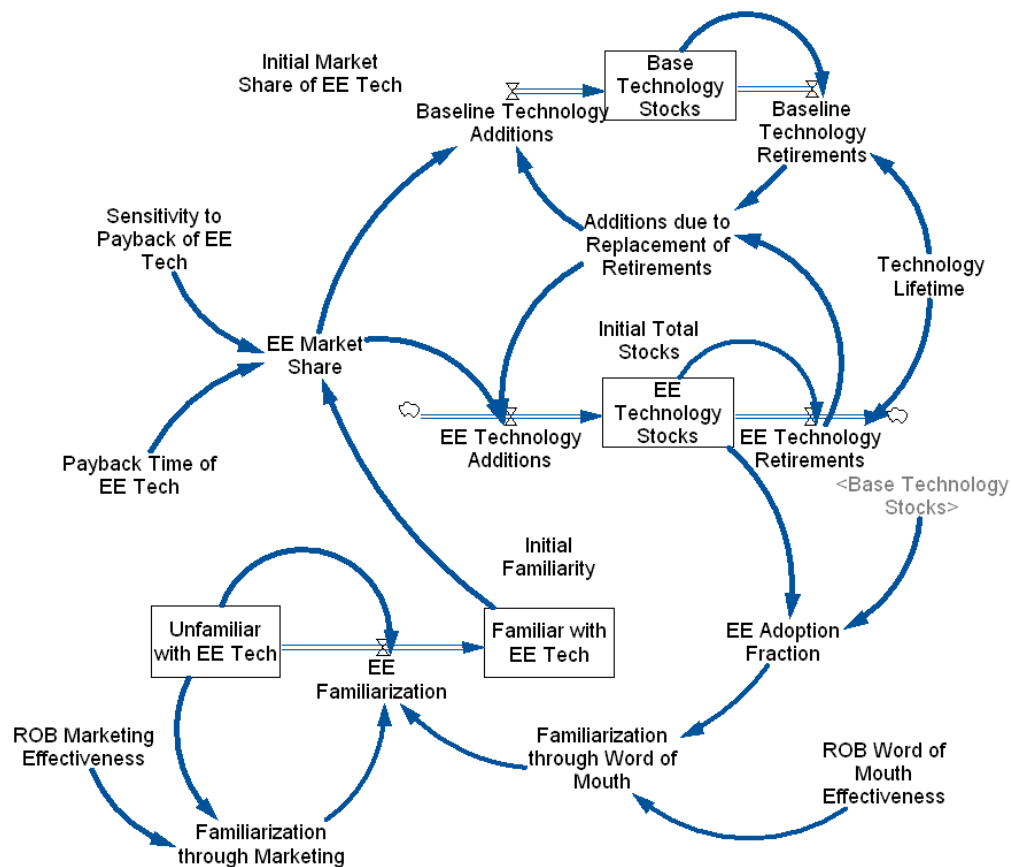 Initial Market
Share of EE Tech
Base
Technology
Stocks
Baseline Technology
Additions
Baseline
Technology
Retirements
Sensitivity to
Payback of EE
Tech
Additions due to
Replacement of
Retirements
Technology
Lifetime
EE Market
Share
Initial Total
Stocks
EE
Technology
Stocks
EE Technology
Additions
EE Technology
Retirements
Payback Time of
EE Tech
<Base Technology
Stocks>
Initial
Familiarity
Unfamiliar
with EE Tech
Familiar with
EE Tech
EE
Familiarization
EE Adoption
Fraction
ROB Marketing
Effectiveness
Familiarization
through Word of
Mouth
ROB Word of
Mouth
Effectiveness
Familiarization
through Marketing